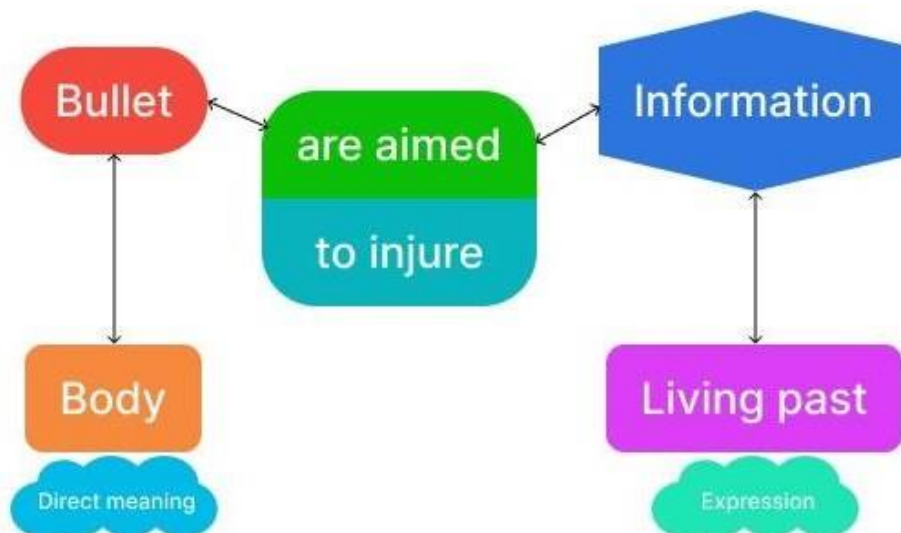 Bullet
are aimed
to injure
Information
Body
Living past
Direct meaning
Expression